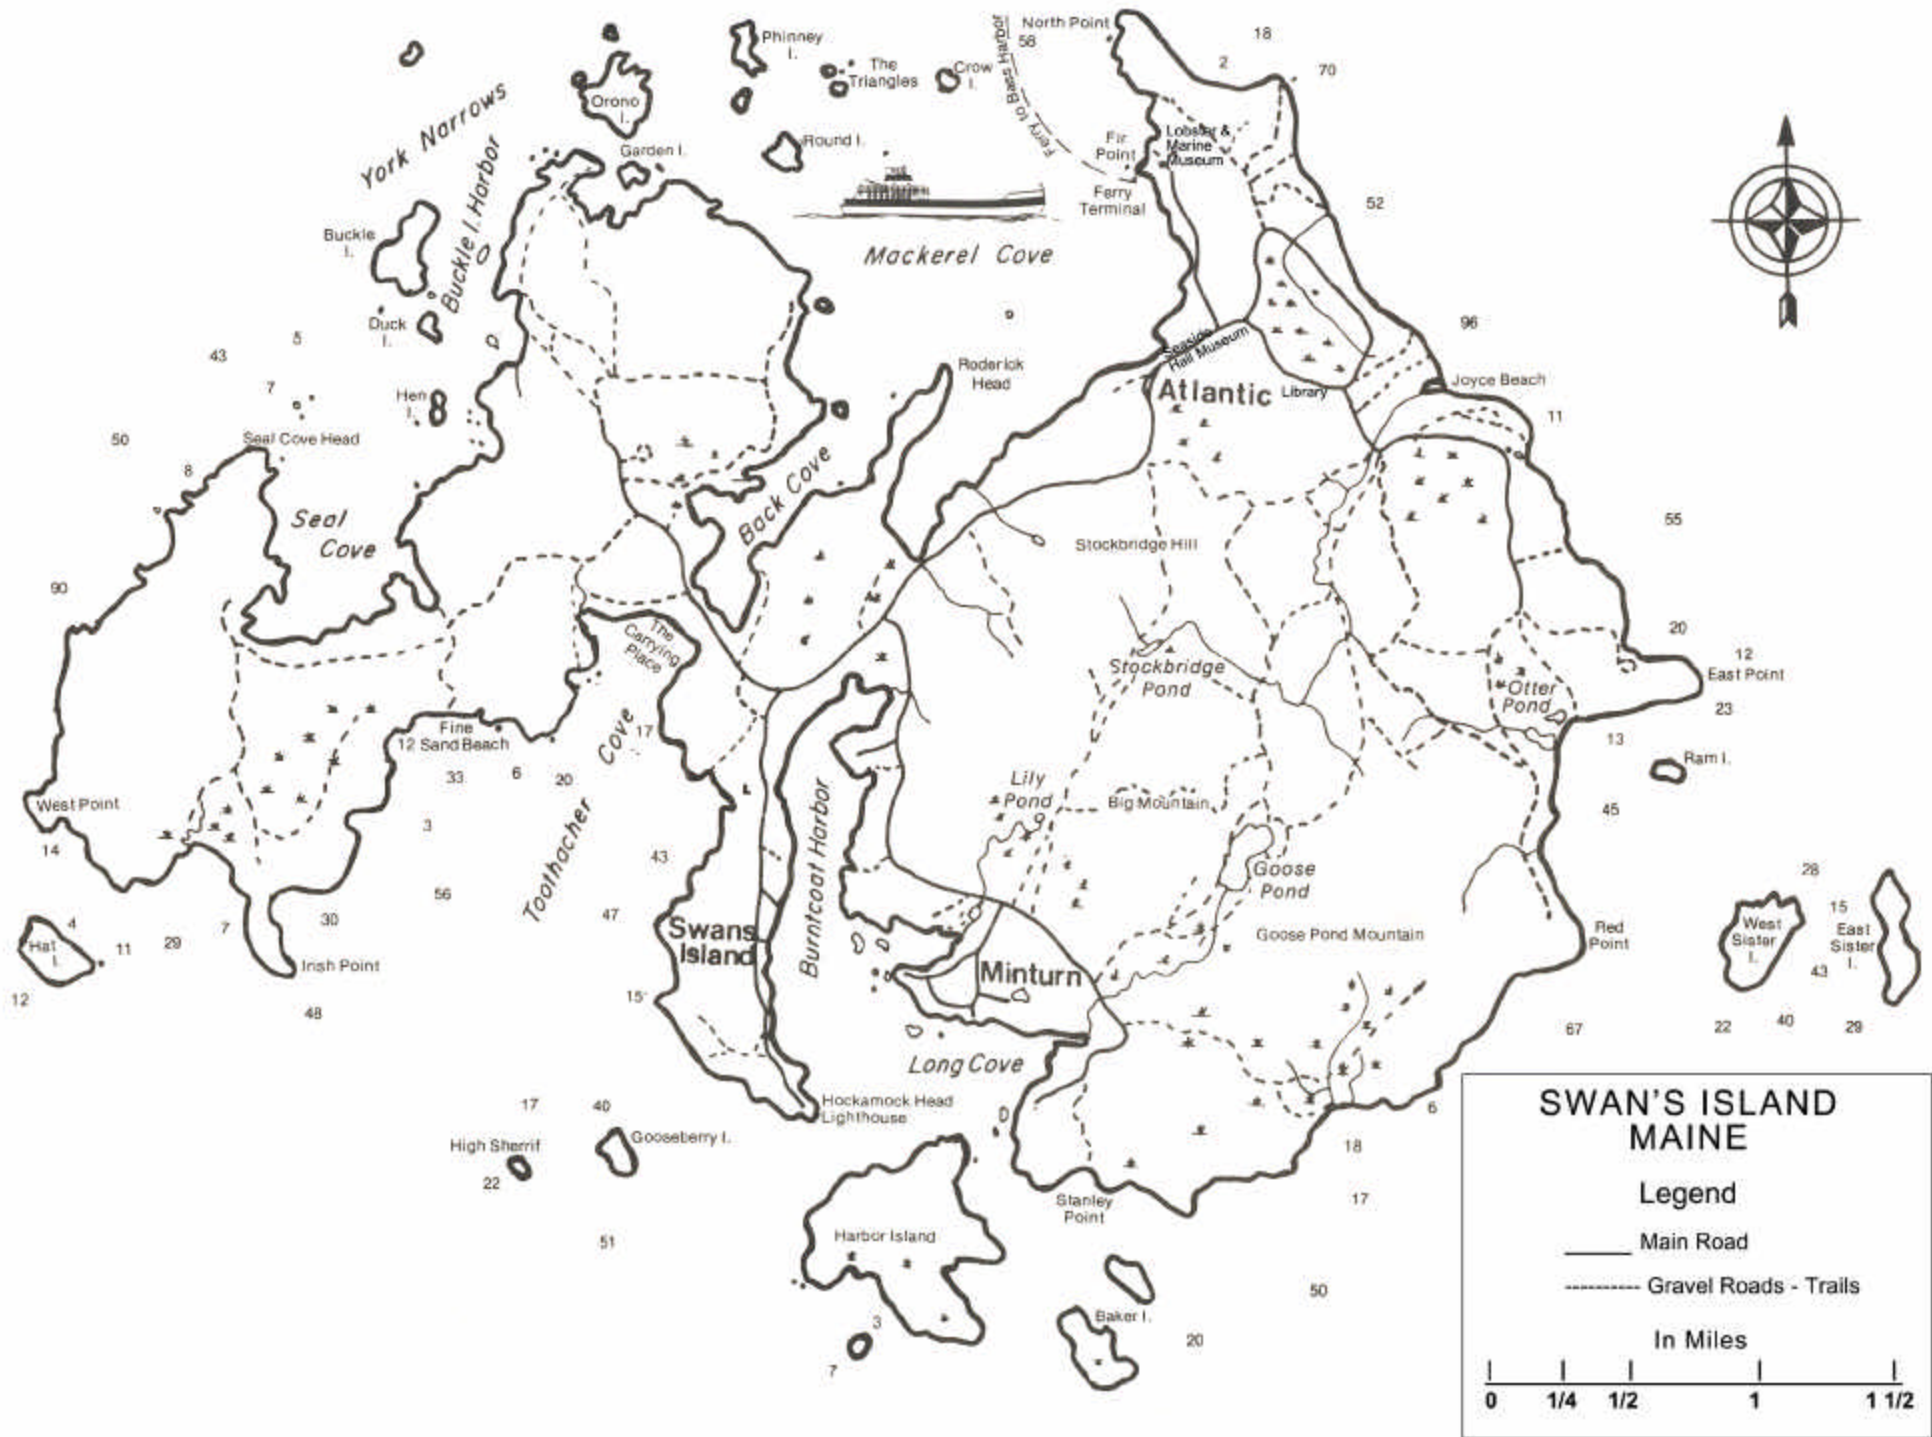 North Point
58
18
2
70
Phinney
I.
The
Triangles
Crow
I.
Ferry to Bass Harbor
York Narrows
Orono
I.
Garden I.
Round I.
Fir
Point
Lobster &
Marine
Museum
Ferry
Terminal
52
Buckle
I.
Buckle I. Harbor
Mackerel Cove
Duck
I.
5
43
7
96
Seaside
Hall Museum
Roderick
Head
Joyce Beach
Atlantic
Library
11
Hen
I.
50
Seal Cove Head
8
Back Cove
Seal
Cove
55
Stockbridge Hill
90
The
Carrying
Place
20
12
East Point
Stockbridge
Pond
Otter
Pond
23
13
Ram I.
Fine
12 Sand Beach
17
Toothacher Cove
33
6
20
Lily
Pond
Big Mountain
45
West Point
3
14
43
Burntcoat Harbor
Goose
Pond
28
56
47
15
4
Hat
I.
11
29
7
30
Irish Point
Swans
Island
Goose Pond Mountain
Red
Point
West
Sister
I.
East
Sister
I.
43
Minturn
12
48
15
67
22
40
29
Long Cove
Hockamock Head
Lighthouse
17
40
6
High Sherrif
22
Gooseberry I.
18
17
Stanley
Point
51
Harbor Island
50
3
7
Baker I.
20
SWAN'S ISLAND
MAINE
Legend
Main Road
Gravel Roads - Trails
In Miles
0 1/4 1/2 1 1 1/2